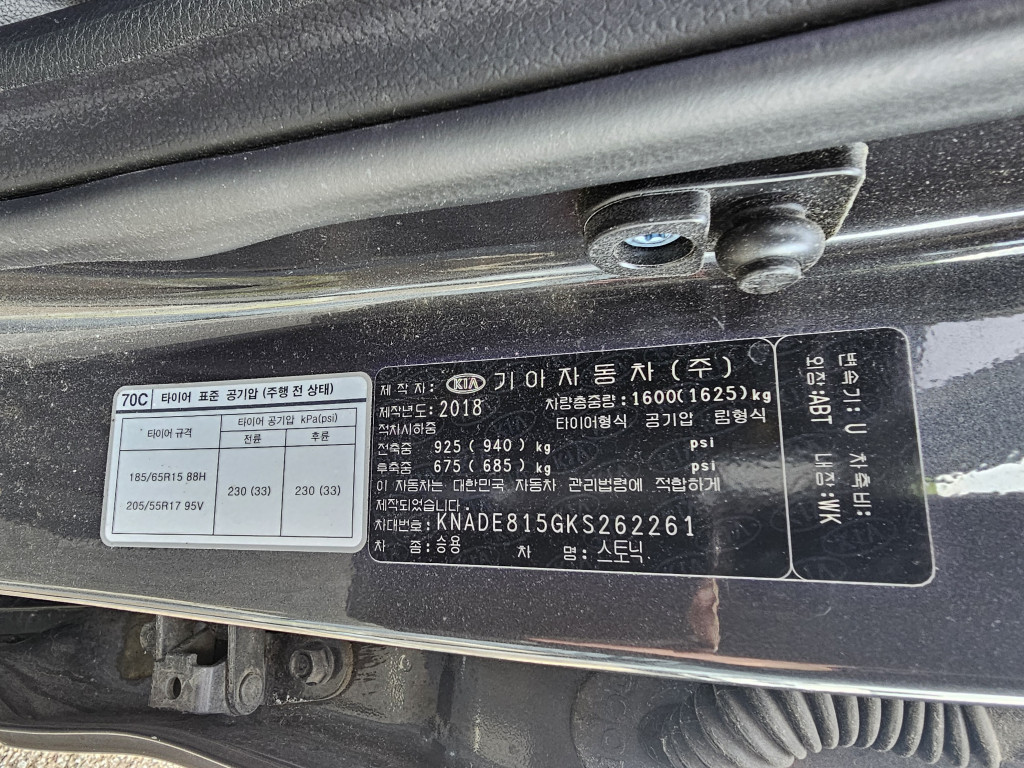 70C 타이어 표준 공기압 (주행 전 상태)
타이어 규격
타이어 공기압 kPa(psi)
전륜 후륜
185/65R15 88H
205/55R17 95V
230 (33) 230 (33)
제 작 자: KIA 기아자동차(주)
제작년도: 2018 차량총중량: 1600(1625)kg
적차시하중 타이어형식 공기압 림형식
전축중 925( 940) kg psi
후축중 675( 685) kg psi
이 자동차는 대한민국 자동차 관리법령에 적합하게
제작되었습니다.
차대번호: KNADE815GKS262261
차 종: 승용 차 명: 스토닉
변속기: U 차축비:
외장: ABT 내장: WK